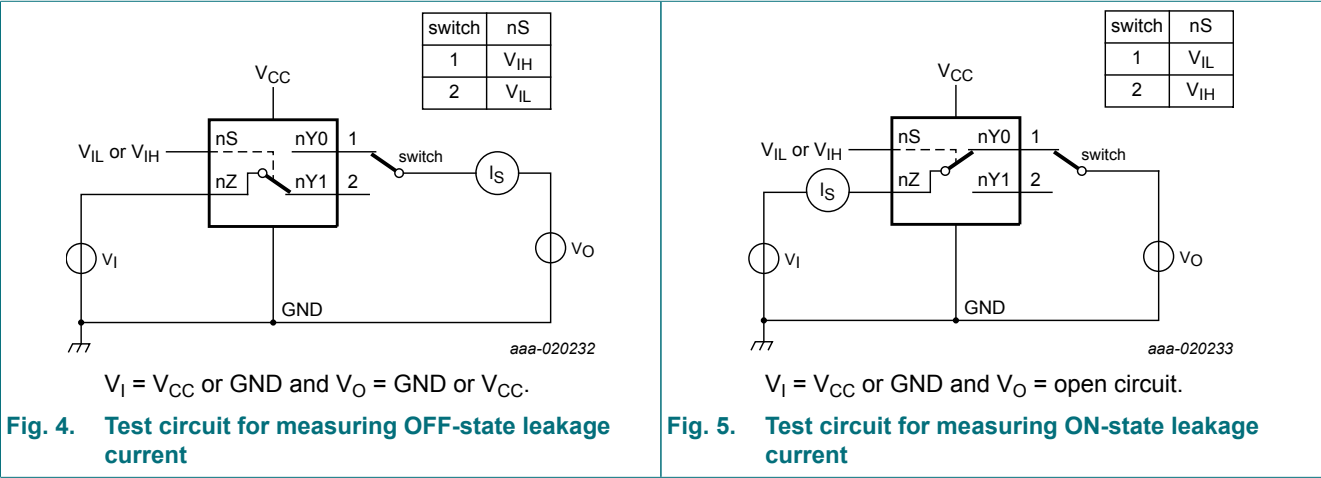 switch nS
1 VIH
2 VIL
VCC
nS nY0 1
VIL or VIH
switch
IS
nZ nY1 2
VI
VO
GND
aaa-020232
VI = VCC or GND and VO = GND or VCC.
Fig. 4. Test circuit for measuring OFF-state leakage
current
switch nS
1 VIL
2 VIH
VCC
nS nY0 1
VIL or VIH
switch
IS
nZ nY1 2
VI
VO
GND
aaa-020233
VI = VCC or GND and VO = open circuit.
Fig. 5. Test circuit for measuring ON-state leakage
current